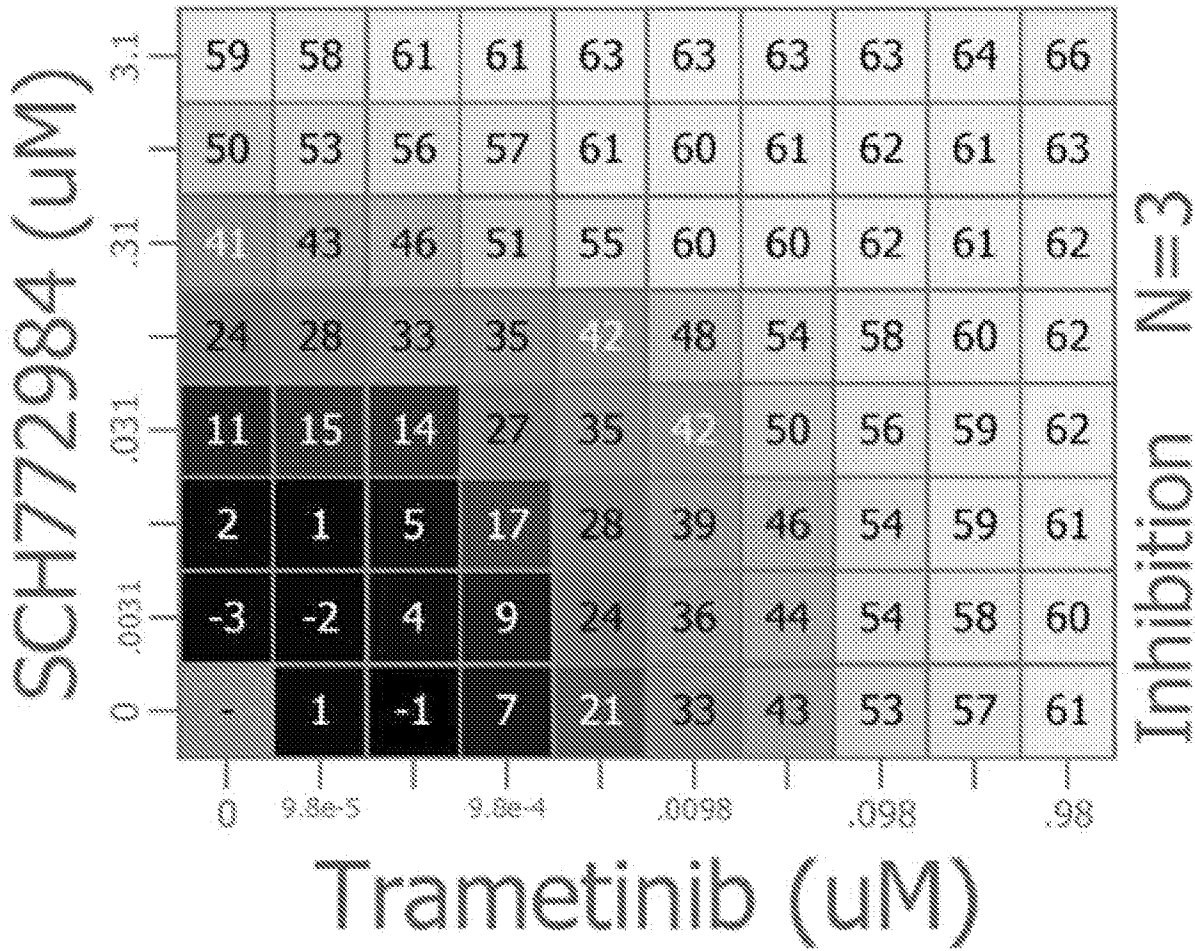 SCH772984 (uM)
3.1 59 58 61 61 63 63 63 63 64 66
50 53 56 57 61 60 61 62 61 63
.31 41 43 46 51 55 60 60 62 61 62
24 28 33 35 42 48 54 58 60 62
.031 11 15 14 27 35 42 50 56 59 62
2 1 5 17 28 39 46 54 59 61
.0031 -3 -2 4 9 24 36 44 54 58 60
0 - 1 -1 7 21 33 43 53 57 61
0 9.8e-5 9.8e-4 .0098 .098 .98
Trametinib (uM)
Inhibition N=3